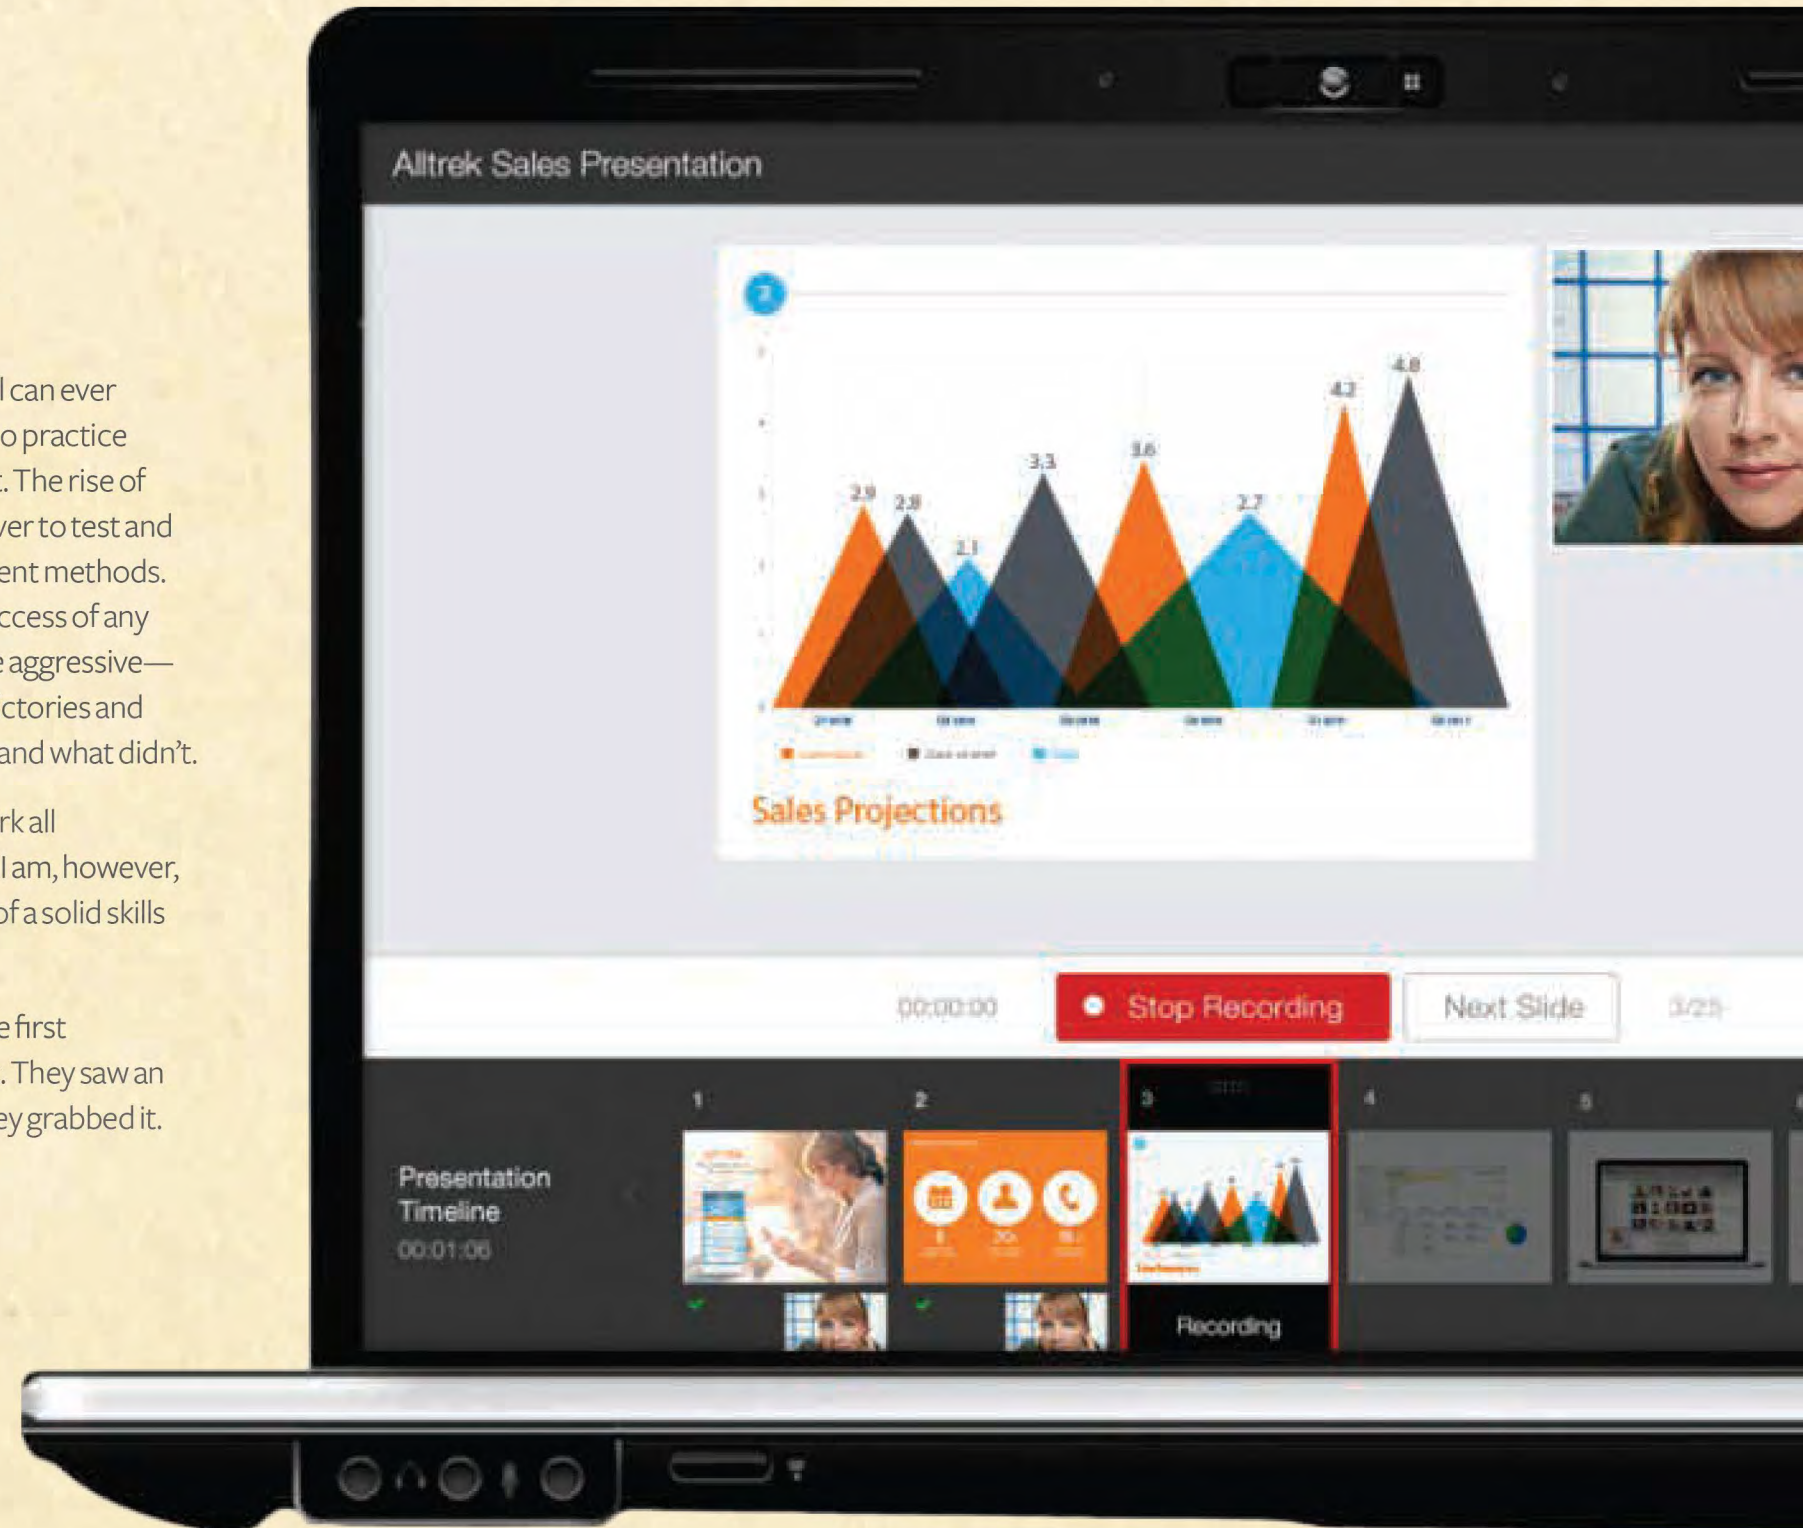 I can ever
o practice
t. The rise of
ver to test and
ent methods.
ccess of any
e aggressive—
ctories and
and what didn't.
rk all
I am, however,
of a solid skills
e first
. They saw an
ey grabbed it.
Alltrek Sales Presentation
3
2.9
2.8
2.1
3.3
3.6
2.7
4.2
4.8
Sales Projections
00:00:00
Stop Recording
Next Slide
3/25
1
2
3
4
5
Presentation
Timeline
00:01:06
Recording